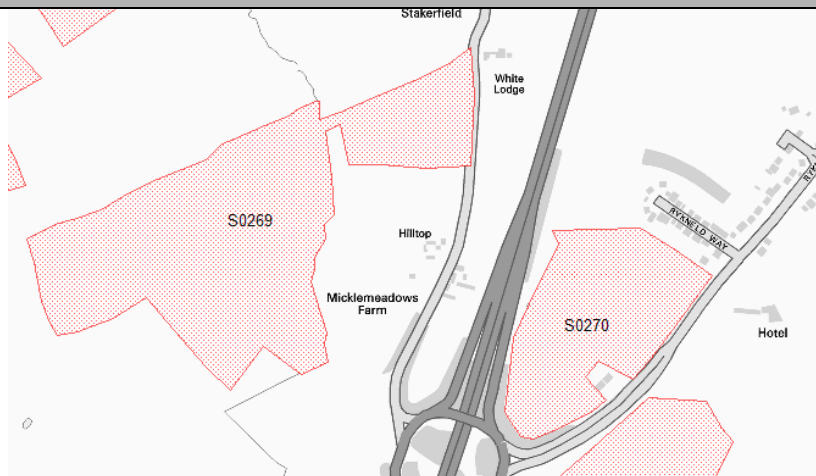 Stakerfield
White
Lodge
RYKNELD WAY
S0269
Hilltop
Micklemeadows
Farm
S0270
Hotel